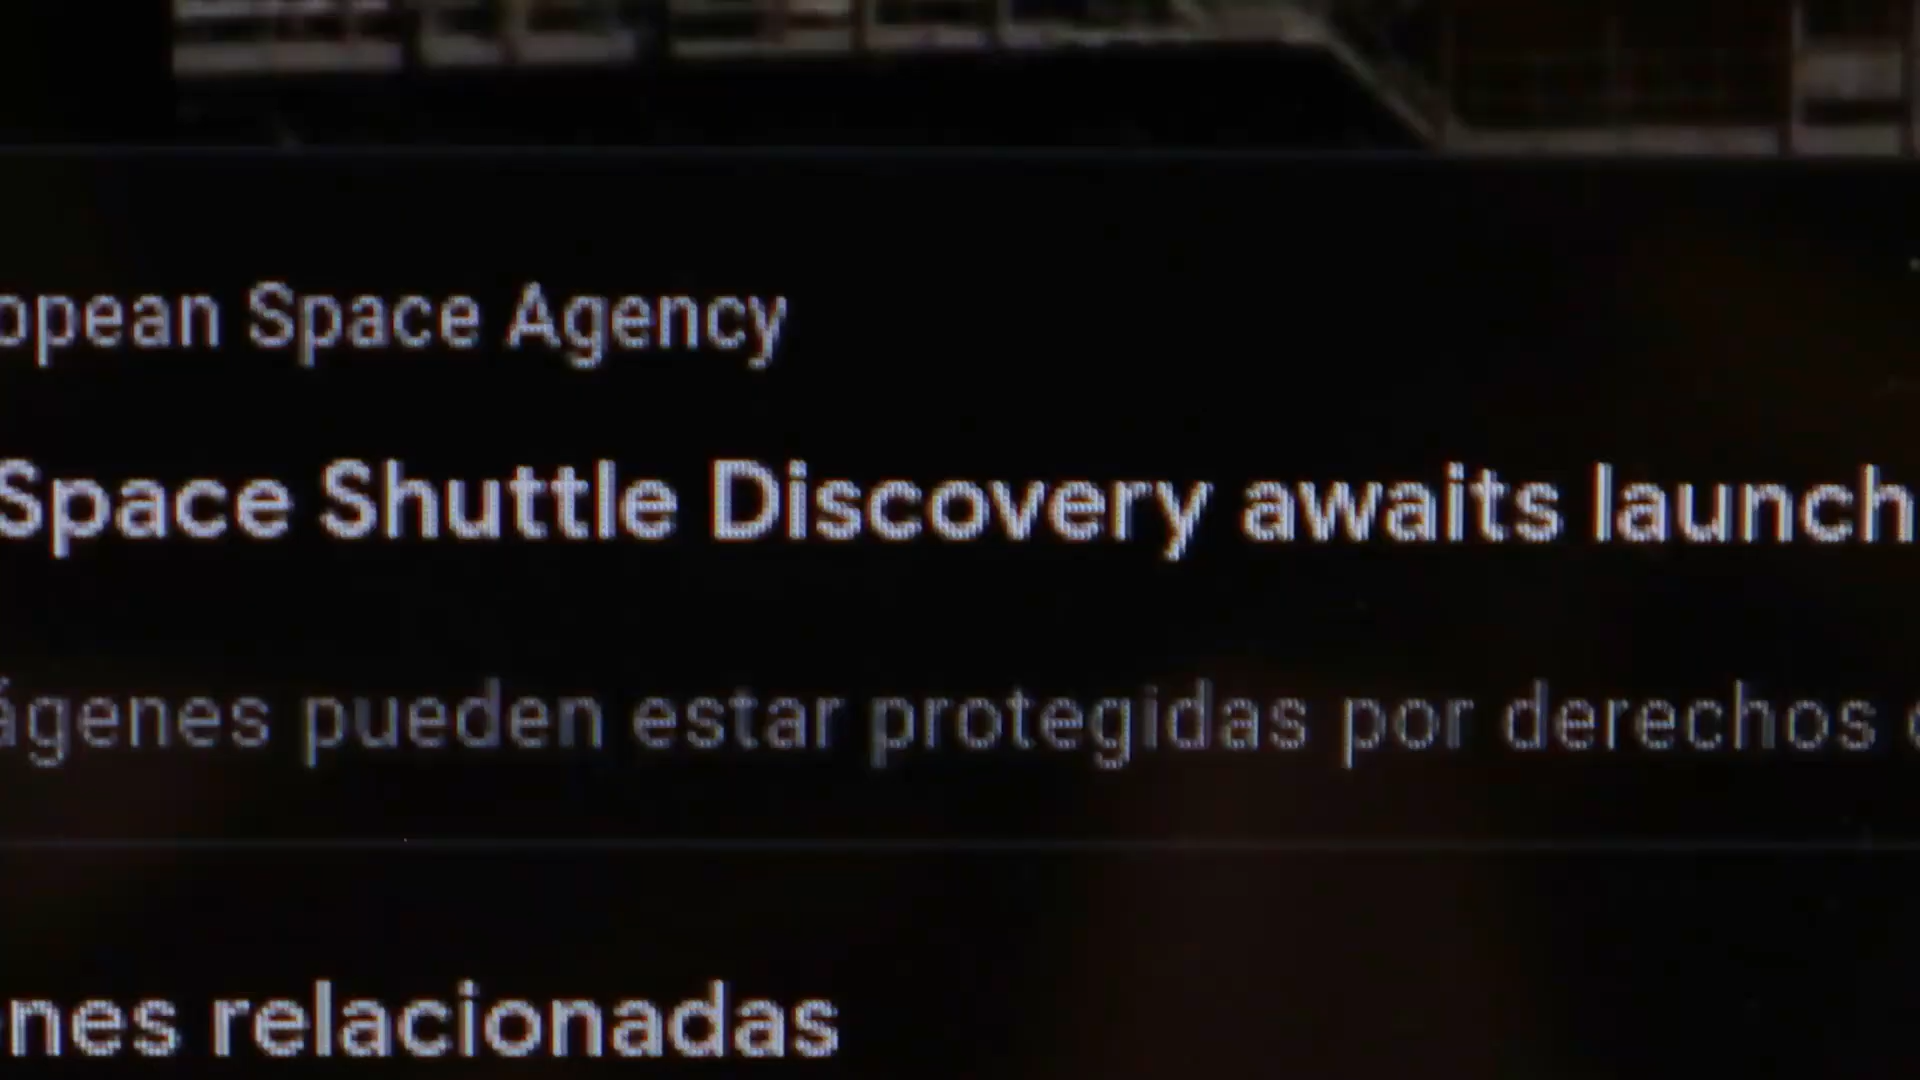 opean Space Agency
Space Shuttle Discovery awaits launch
ágenes pueden estar protegidas por derechos
nes relacionadas